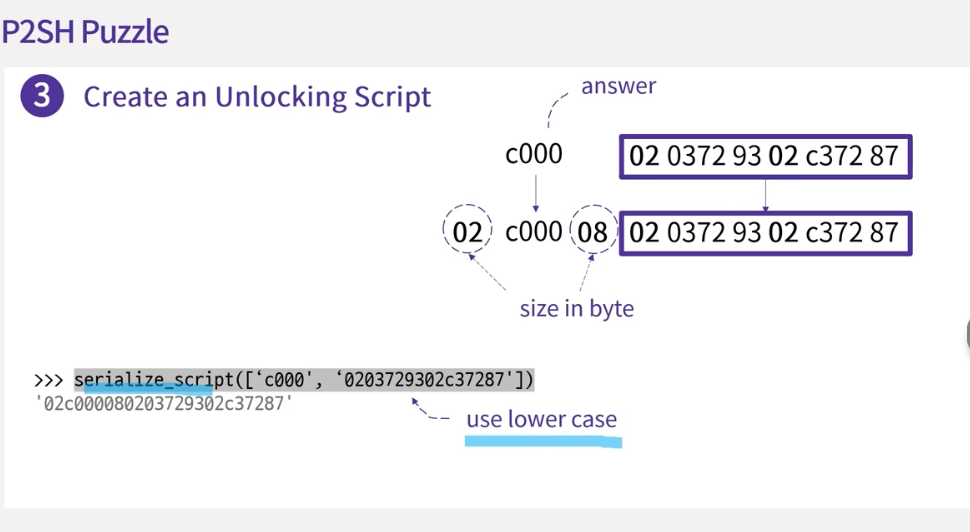 P2SH Puzzle
3 Create an Unlocking Script
answer
c000 02 0372 93 02 c372 87
02 c000 08 02 0372 93 02 c372 87
size in byte
>>> serialize_script(['c000', '0203729302c37287'])
'02c000080203729302c37287'
use lower case